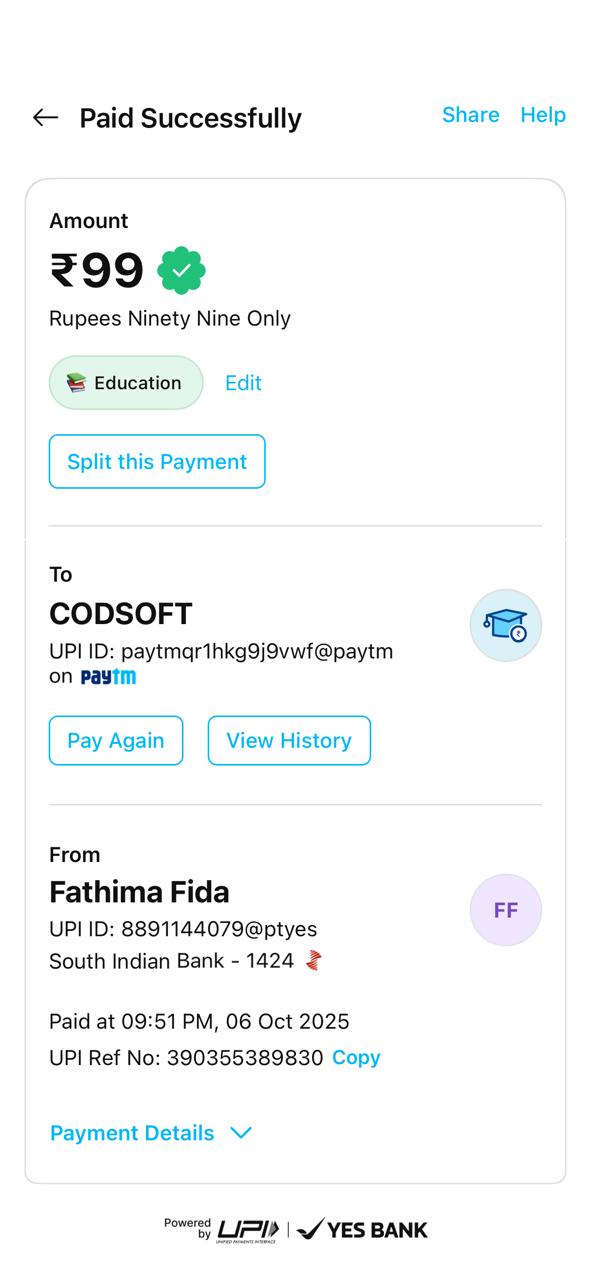 Paid Successfully
Share Help
Amount
₹99
Rupees Ninety Nine Only
Education Edit
Split this Payment
To
CODSOFT
UPI ID: paytmqr1hkg9j9vwf@paytm
on paytm
₹
Pay Again View History
From
Fathima Fida
FF
UPI ID: 8891144079@ptyes
South Indian Bank - 1424
Paid at 09:51 PM, 06 Oct 2025
UPI Ref No: 390355389830 Copy
Payment Details
Powered by UPI | YES BANK
UNIFIED PAYMENTS INTERFACE